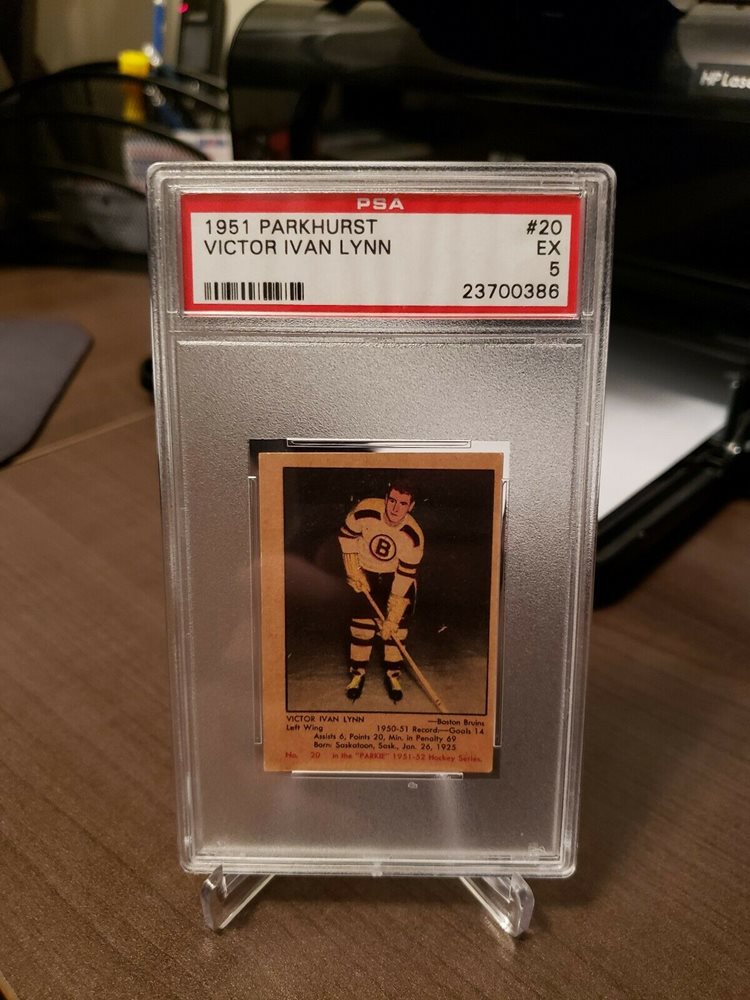 HP Las
PSA
1951 PARKHURST #20
VICTOR IVAN LYNN EX
5
23700386
B
VICTOR IVAN LYNN —Boston Bruins
Left Wing 1950-51 Record:—Goals 14
Assists 6, Points 20, Min. in Penalty 69
Born: Saskatoon, Sask., Jan. 26, 1925
No. 20 in the "PARKIE" 1951-52 Hockey Series.